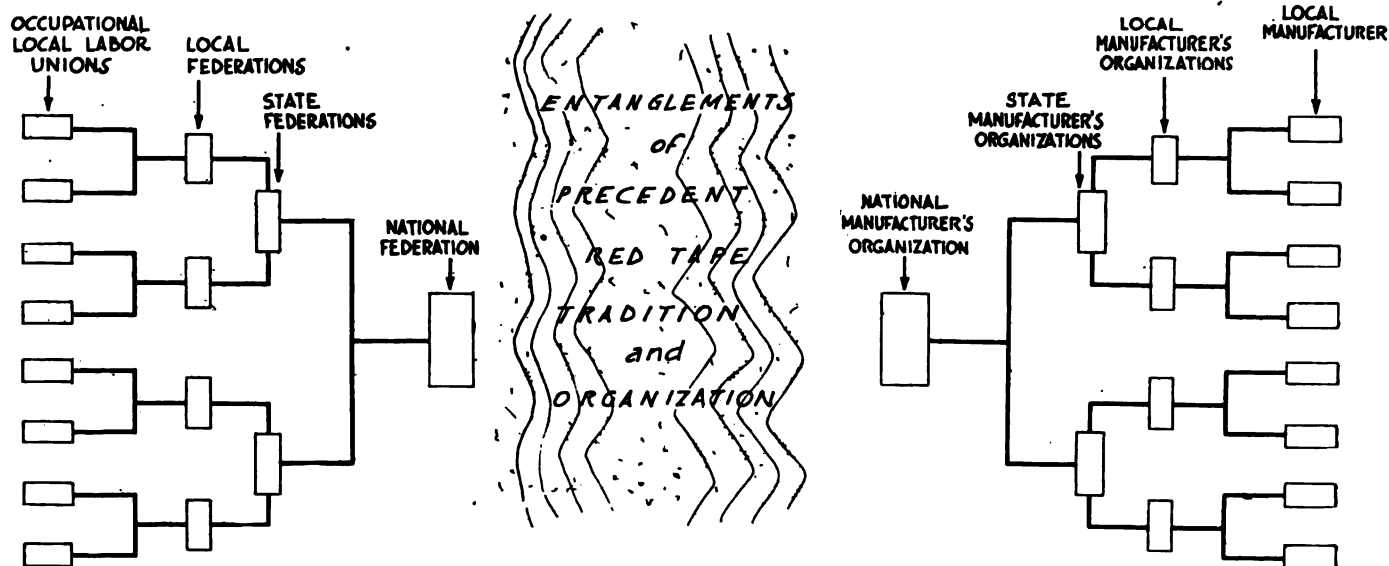 OCCUPATIONAL
LOCAL LABOR
UNIONS
LOCAL
FEDERATIONS
STATE
FEDERATIONS
NATIONAL
FEDERATION
ENTANGLEMENTS
of
PRECEDENT
RED TAPE
TRADITION
and
ORGANIZATION
NATIONAL
MANUFACTURER'S
ORGANIZATION
STATE
MANUFACTURER'S
ORGANIZATIONS
LOCAL
MANUFACTURER'S
ORGANIZATIONS
LOCAL
MANUFACTURER